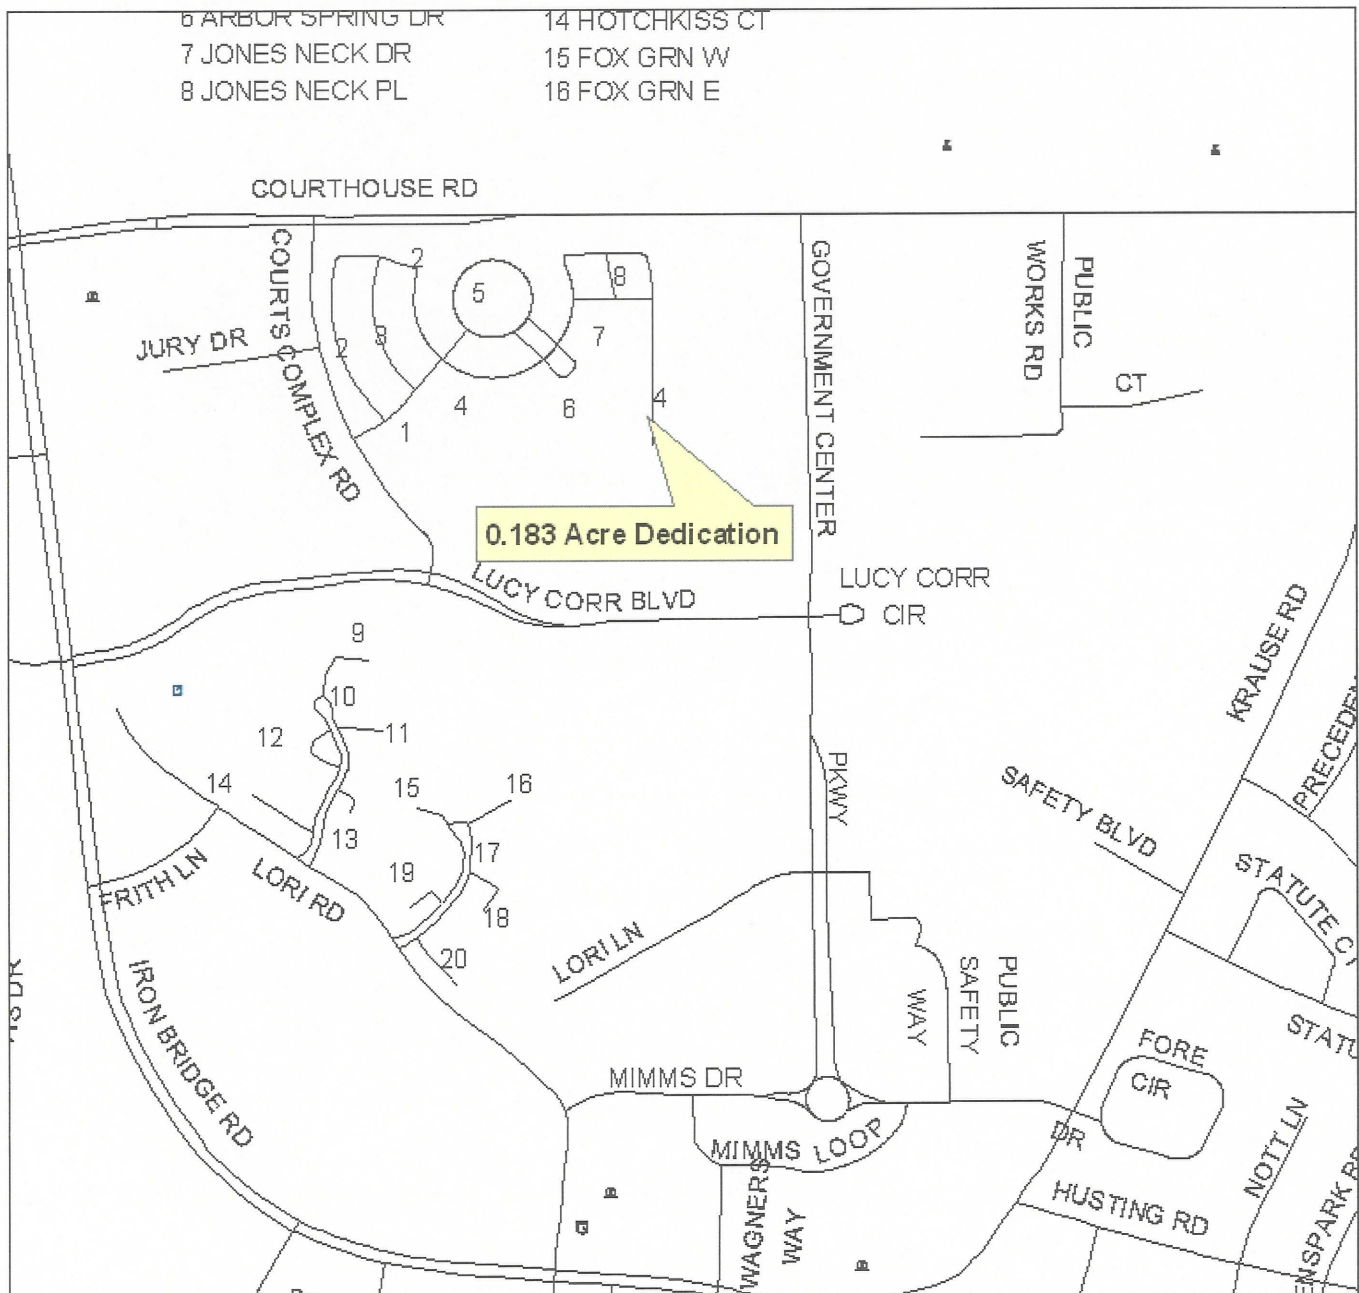 6 ARBOR SPRING DR
7 JONES NECK DR
8 JONES NECK PL
14 HOTCHKISS CT
15 FOX GRN W
16 FOX GRN E
COURTHOUSE RD
COURTS COMPLEX RD
JURY DR
2
5
8
2
3
7
4
1
6
4
GOVERNMENT CENTER
PUBLIC
WORKS RD
CT
0.183 Acre Dedication
LUCY CORR BLVD
LUCY CORR
CIR
KRAUSE RD
9
10
11
12
14
13
15
16
17
19
18
20
PKWY
SAFETY BLVD
STATUTE CT
FRITH LN
LORI RD
LORI LN
PUBLIC
SAFETY
WAY
IRON BRIDGE RD
MIMMS DR
MIMMS LOOP
DR
FORE
CIR
NOTT LN
HUSTING RD
WAGNERS
WAY